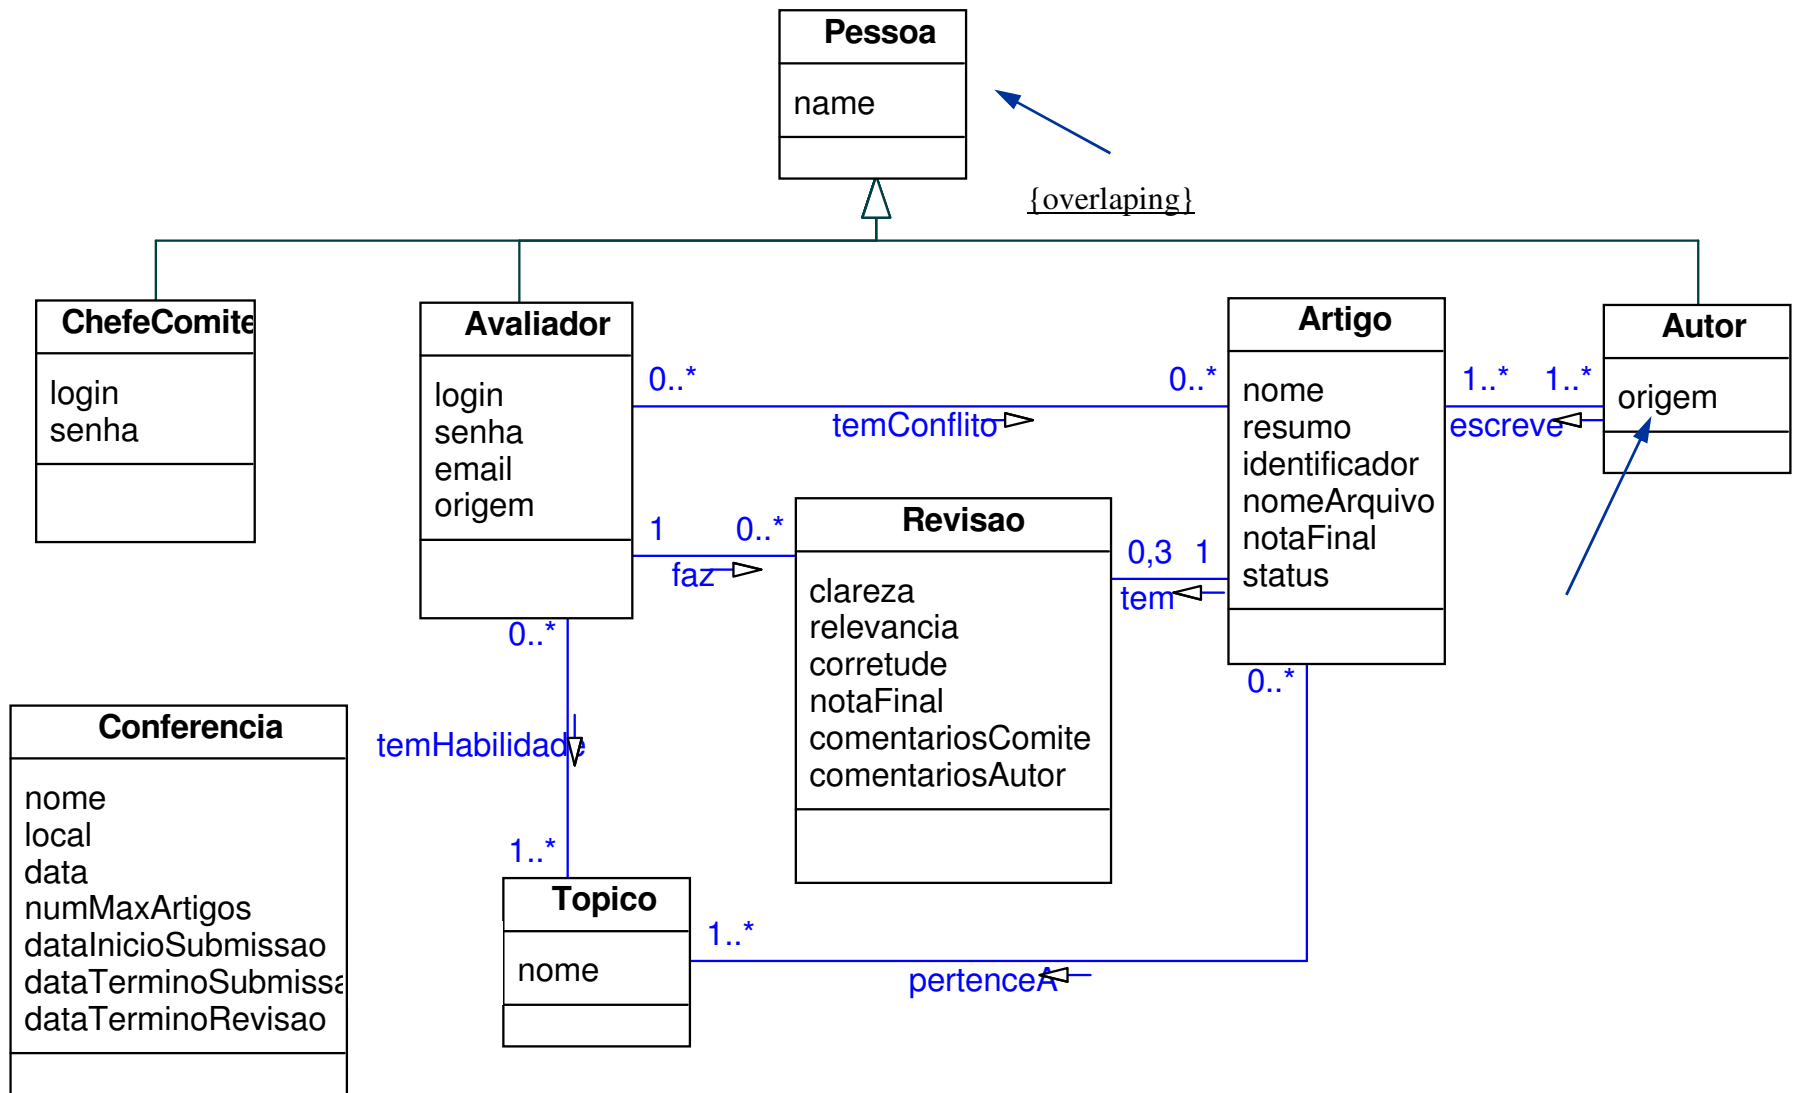 Pessoa
name
{overlaping}
ChefeComite
login
senha
Avaliador
login
senha
email
origem
0..*
0..*
temConflito
Artigo
nome
resumo
identificador
nomeArquivo
notaFinal
status
1..*
1..*
escreve
Autor
origem
1
0..*
faz
Revisao
clareza
relevancia
corretude
notaFinal
comentariosComite
comentariosAutor
0,3
1
tem
0..*
temHabilidade
1..*
0..*
Conferencia
nome
local
data
numMaxArtigos
dataInicioSubmissao
dataTerminoSubmissa
dataTerminoRevisao
Topico
nome
1..*
pertenceA